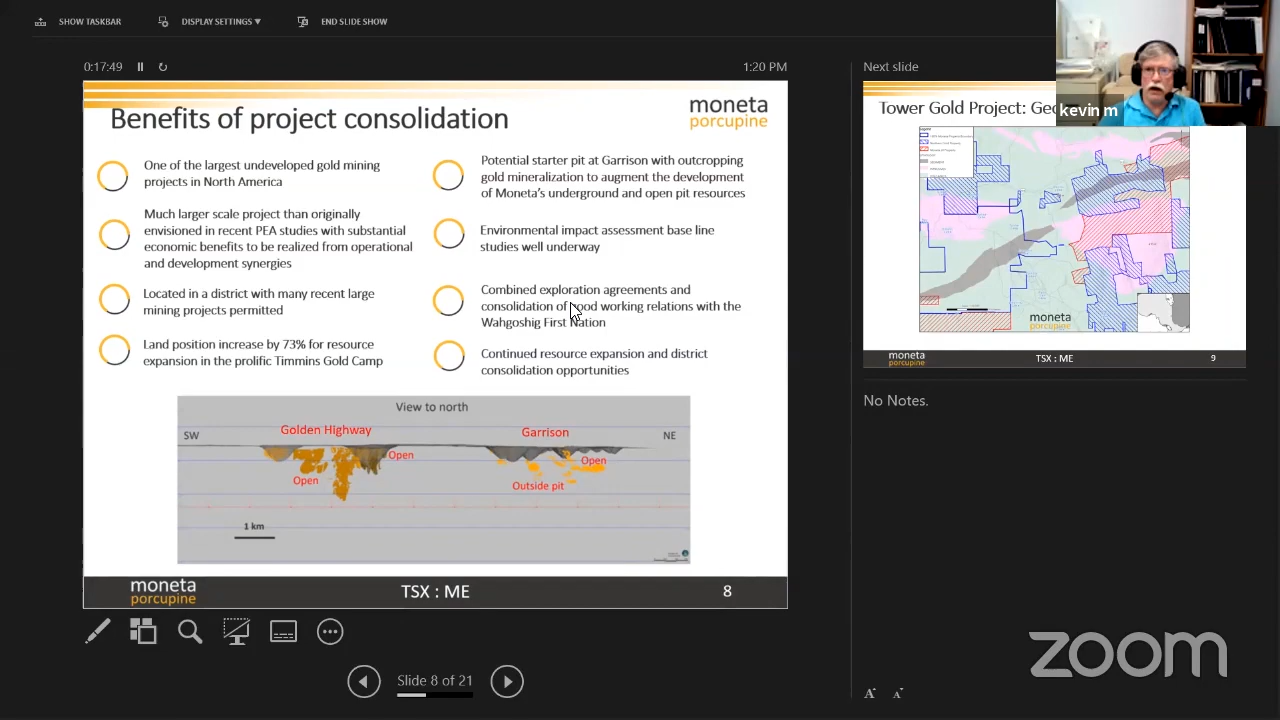 SHOW TASKBAR
DISPLAY SETTINGS
END SLIDE SHOW
0:17:49
1:20 PM
Benefits of project consolidation
moneta
porcupine
One of the largest undeveloped gold mining
projects in North America
Much larger scale project than originally
envisioned in recent PEA studies with substantial
economic benefits to be realized from operational
and development synergies
Located in a district with many recent large
mining projects permitted
Land position increase by 73% for resource
expansion in the prolific Timmins Gold Camp
Potential starter pit at Garrison with outcropping
gold mineralization to augment the development
of Moneta's underground and open pit resources
Environmental impact assessment base line
studies well underway
Combined exploration agreements and
consolidation of good working relations with the
Wahgoshig First Nation
Continued resource expansion and district
consolidation opportunities
View to north
SW
Golden Highway
Garrison
NE
Open
Open
Open
Outside pit
1 km
moneta
porcupine
TSX : ME
8
Slide 8 of 21
Next slide
kevin m
Tower Gold Project:
moneta
porcupine
moneta
porcupine
TSX : ME
9
No Notes.
zoom
A
A